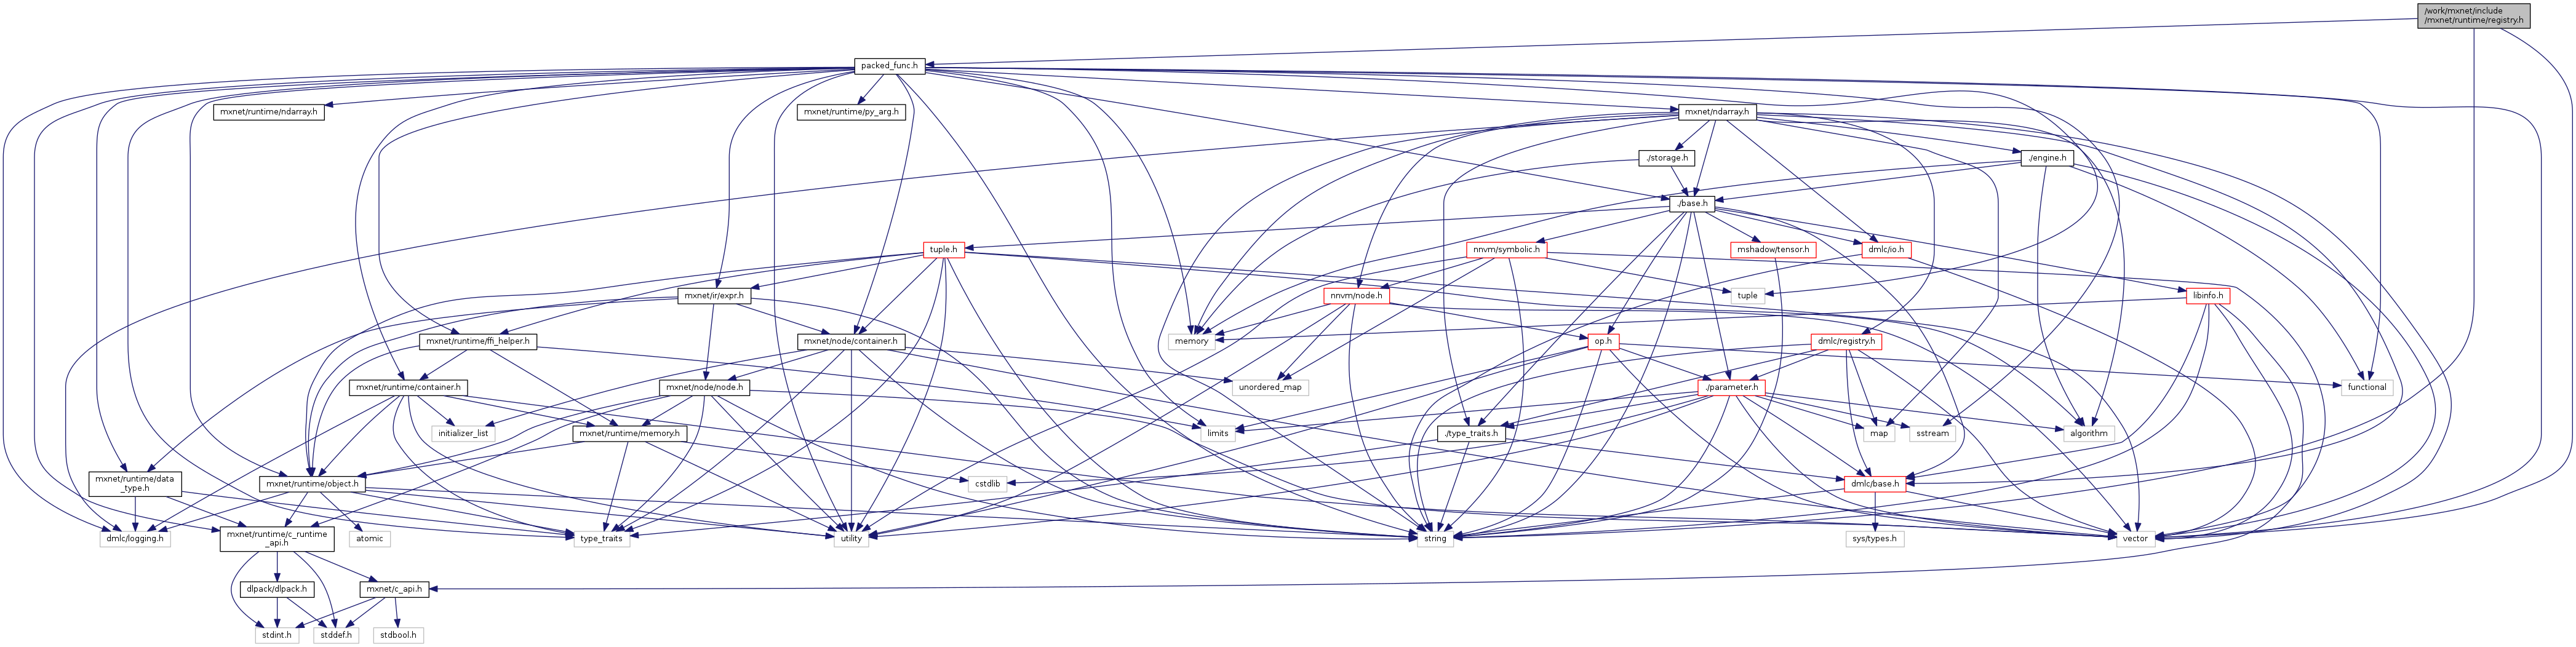 /work/mxnet/include
/mxnet/runtime/registry.h
packed_func.h
mxnet/runtime/ndarray.h
mxnet/runtime/py_arg.h
mxnet/ndarray.h
./storage.h
./engine.h
./base.h
tuple.h
nnvm/symbolic.h
mshadow/tensor.h
dmlc/io.h
mxnet/ir/expr.h
nnvm/node.h
tuple
libinfo.h
mxnet/runtime/ffi_helper.h
mxnet/node/container.h
memory
op.h
dmlc/registry.h
mxnet/runtime/container.h
mxnet/node/node.h
unordered_map
./parameter.h
functional
initializer_list
mxnet/runtime/memory.h
limits
./type_traits.h
map
sstream
algorithm
mxnet/runtime/data
_type.h
mxnet/runtime/object.h
cstdlib
dmlc/base.h
dmlc/logging.h
mxnet/runtime/c_runtime
_api.h
atomic
type_traits
utility
string
sys/types.h
vector
dlpack/dlpack.h
mxnet/c_api.h
stdint.h
stddef.h
stdbool.h